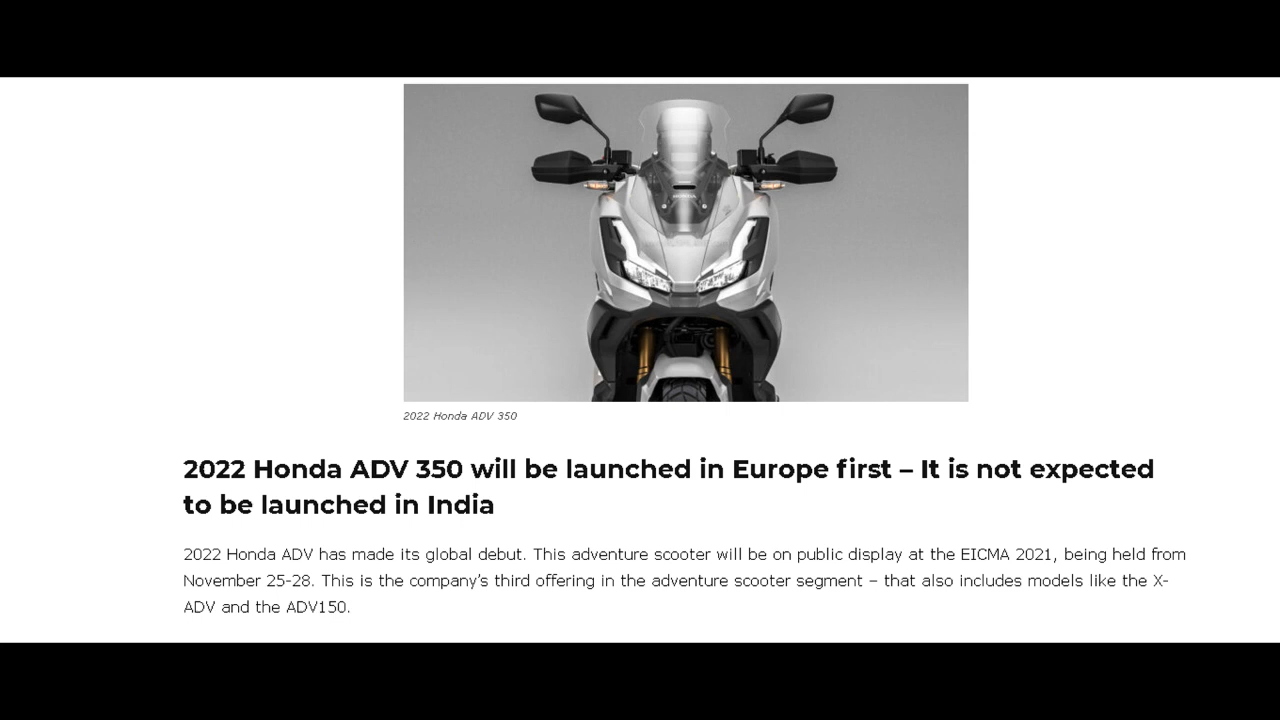 HONDA
2022 Honda ADV 350
2022 Honda ADV 350 will be launched in Europe first – It is not expected
to be launched in India
2022 Honda ADV has made its global debut. This adventure scooter will be on public display at the EICMA 2021, being held from
November 25-28. This is the company's third offering in the adventure scooter segment – that also includes models like the X-
ADV and the ADV150.